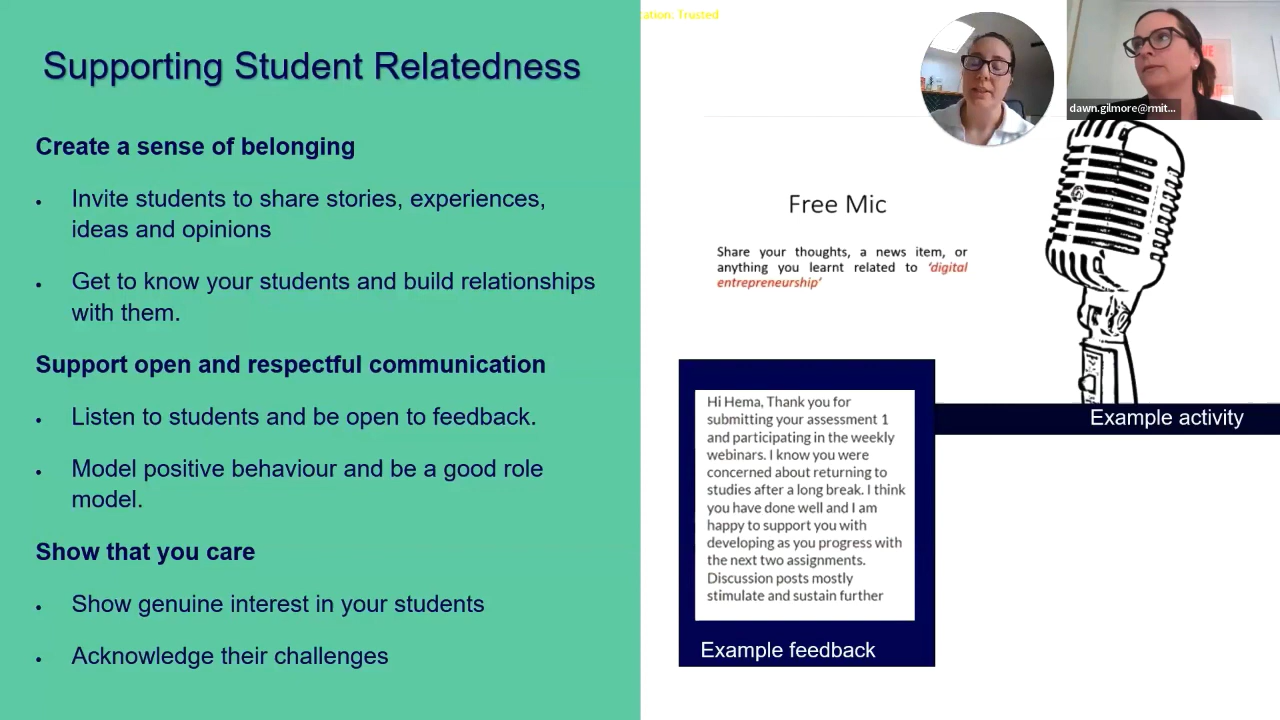 Supporting Student Relatedness
Create a sense of belonging
• Invite students to share stories, experiences,
ideas and opinions
• Get to know your students and build relationships
with them.
Support open and respectful communication
• Listen to students and be open to feedback.
• Model positive behaviour and be a good role
model.
Show that you care
• Show genuine interest in your students
• Acknowledge their challenges
Trusted
dawn.gilmore@rmit...
Free Mic
Share your thoughts, a news item, or
anything you learnt related to ‘digital
entrepreneurship’
Example activity
Hi Hema, Thank you for
submitting your assessment 1
and participating in the weekly
webinars. I know you were
concerned about returning to
studies after a long break. I think
you have done well and I am
happy to support you with
developing as you progress with
the next two assignments.
Discussion posts mostly
stimulate and sustain further
Example feedback